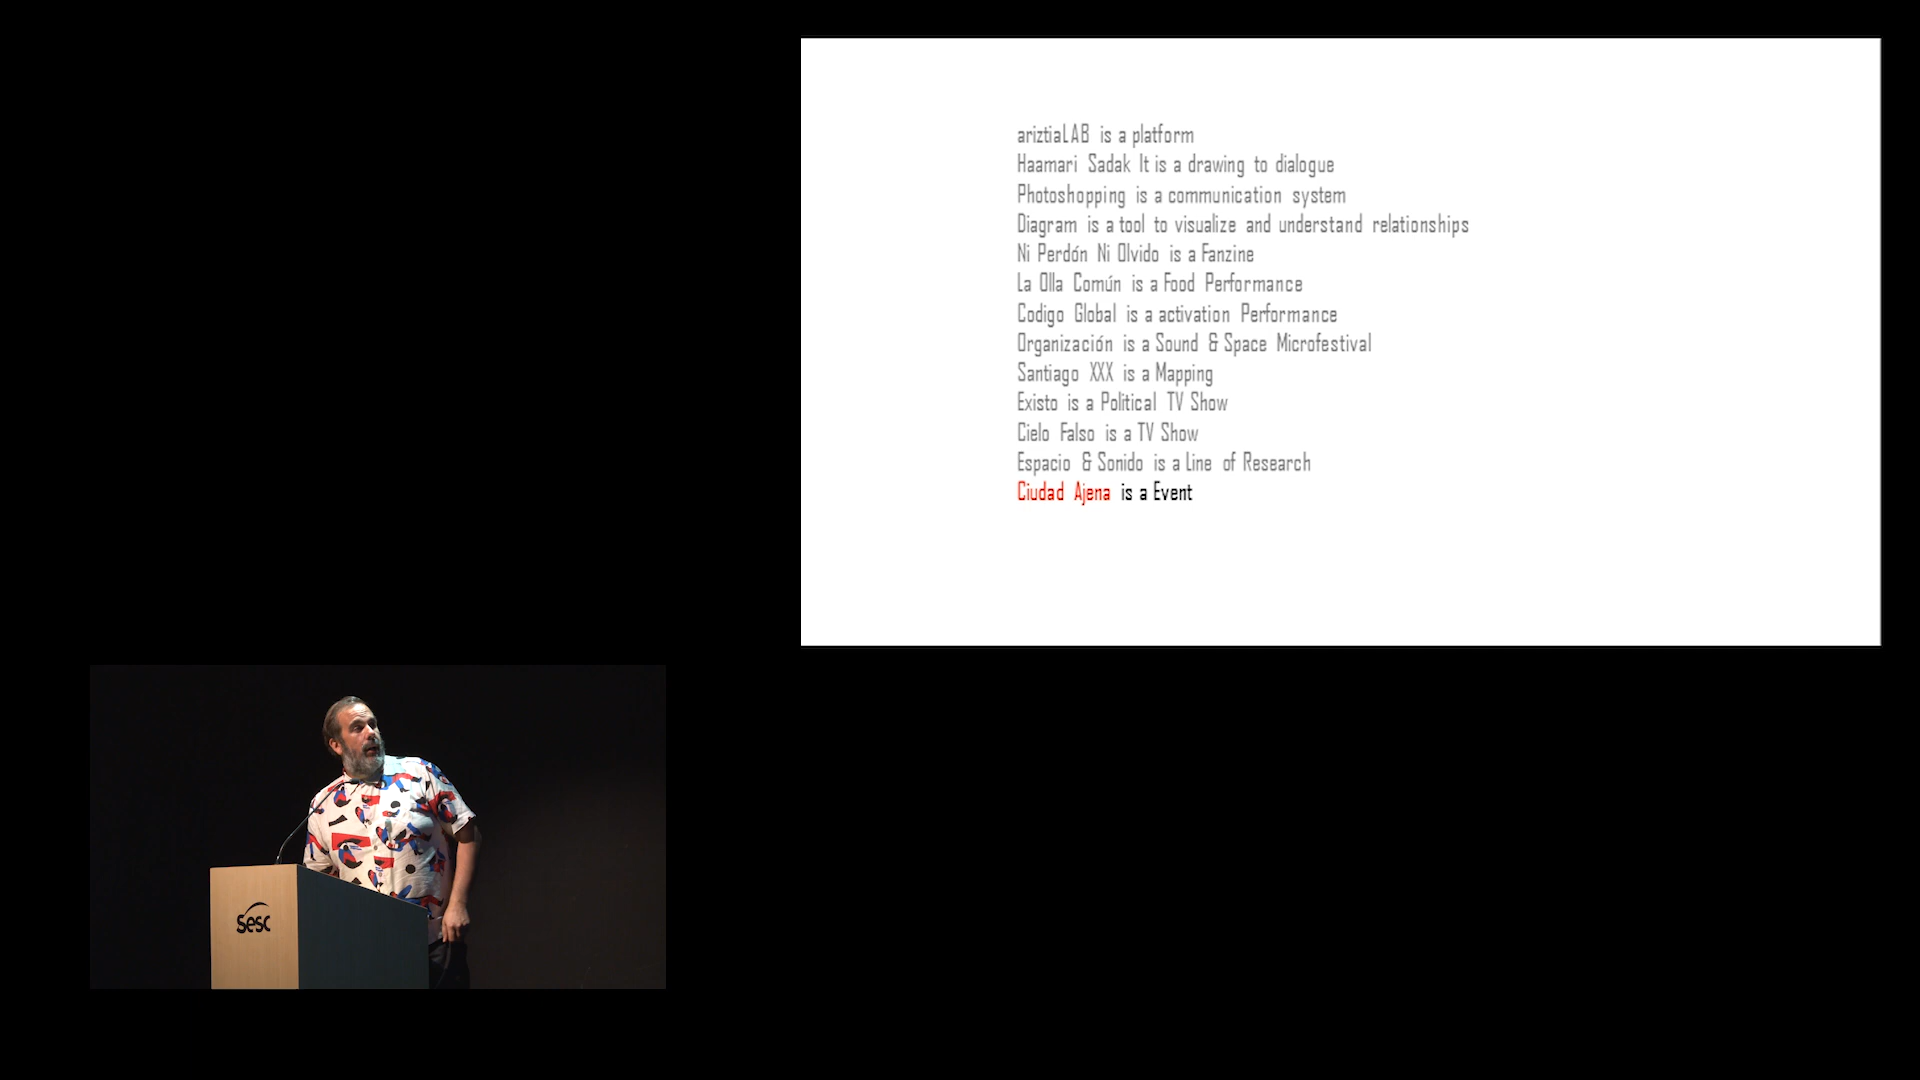 ariztiaLAB is a platform
Haamari Sadak It is a drawing to dialogue
Photoshopping is a communication system
Diagram is a tool to visualize and understand relationships
Ni Perdón Ni Olvido is a Fanzine
La Olla Común is a Food Performance
Codigo Global is a activation Performance
Organización is a Sound & Space Microfestival
Santiago XXX is a Mapping
Existo is a Political TV Show
Cielo Falso is a TV Show
Espacio & Sonido is a Line of Research
Ciudad Ajena is a Event
Sesc